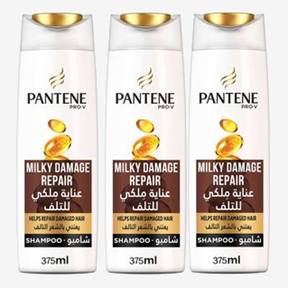 PANTENE
PRO-V
MILKY DAMAGE
REPAIR
عناية ملكي
للتلف
HELPS REPAIR DAMAGED HAIR
يعتني بالشعر التالف
SHAMPOO • شامبو
375ml
PANTENE
PRO-V
MILKY DAMAGE
REPAIR
عناية ملكي
للتلف
HELPS REPAIR DAMAGED HAIR
يعتني بالشعر التالف
SHAMPOO • شامبو
375ml
PANTENE
PRO-V
MILKY DAMAGE
REPAIR
عناية ملكي
للتلف
HELPS REPAIR DAMAGED HAIR
يعتني بالشعر التالف
SHAMPOO • شامبو
375ml